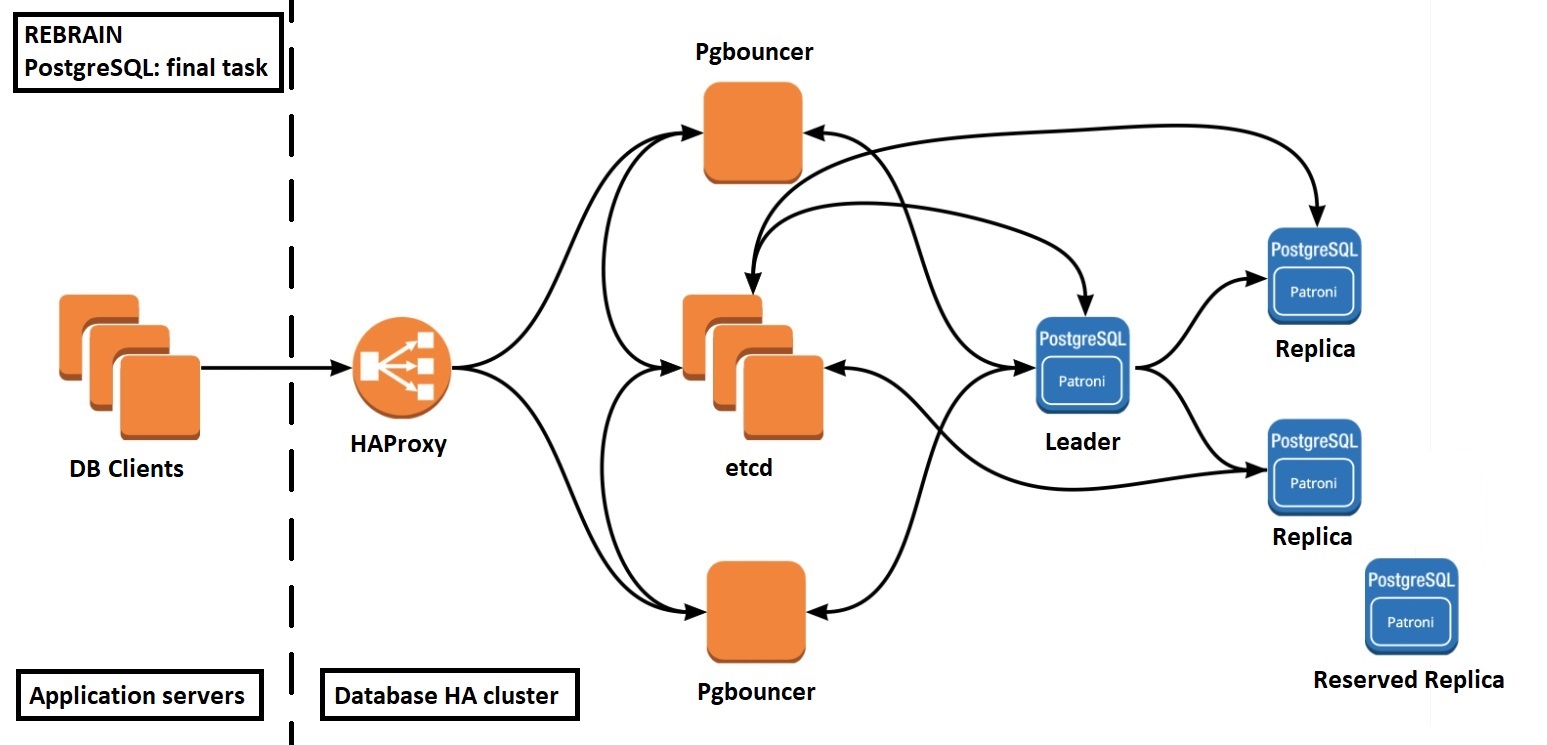 REBRAIN
PostgreSQL: final task
Pgbouncer
PostgreSQL
Patroni
Replica
PostgreSQL
Patroni
Leader
HAProxy
DB Clients
etcd
PostgreSQL
Patroni
Replica
PostgreSQL
Patroni
Reserved Replica
Pgbouncer
Application servers
Database HA cluster